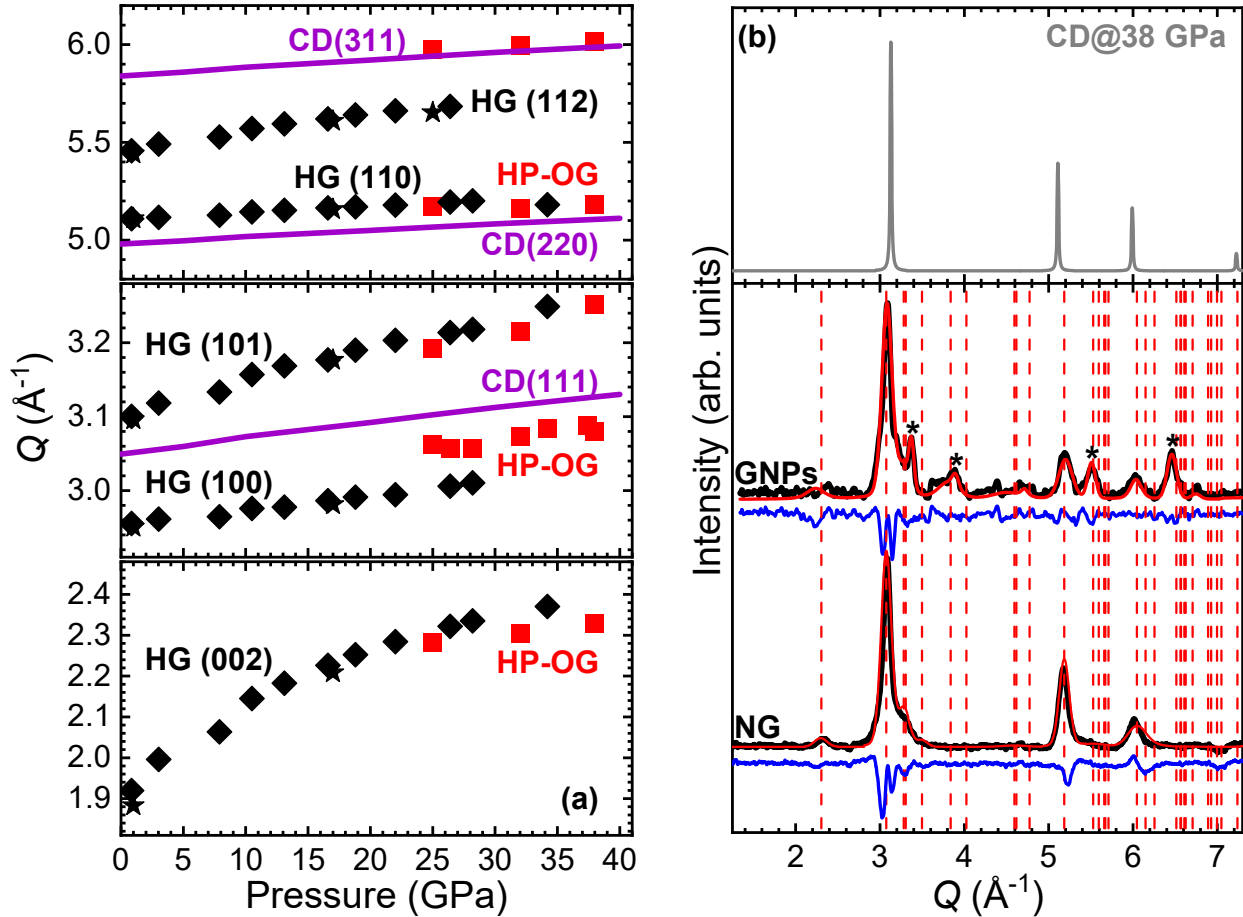 6.0
5.5
5.0
CD(311)
HG (112)
HG (110)
HP-OG
CD(220)
3.2
3.1
3.0
HG (101)
CD(111)
HP-OG
HG (100)
2.4
2.3
2.2
2.1
2.0
1.9
HG (002)
HP-OG
(a)
Q (Å-1)
0 5 10 15 20 25 30 35 40
Pressure (GPa)
(b)
CD@38 GPa
Intensity (arb. units)
GNPs
* * * *
NG
2 3 4 5 6 7
Q (Å-1)